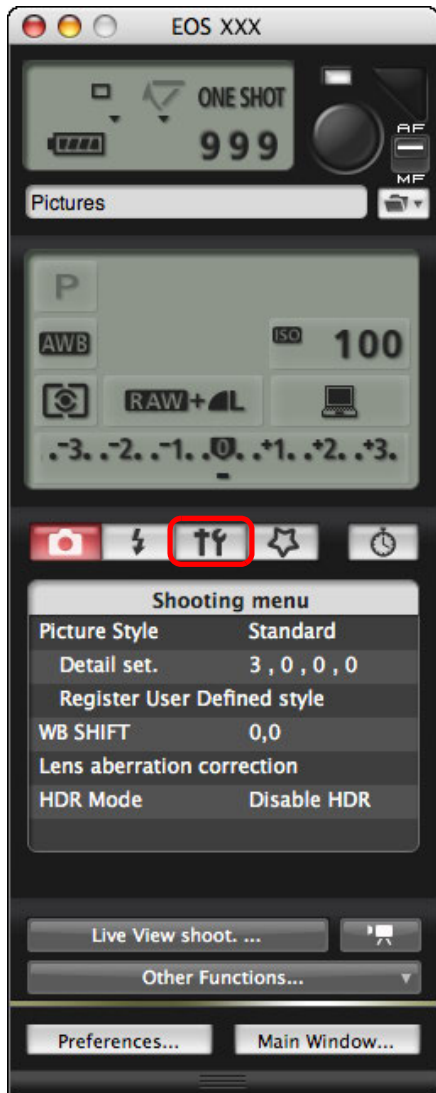 EOS XXX
ONE SHOT
999
AF
MF
Pictures
P
AWB
ISO 100
RAW+L
.-3. .-2. .-1. .0. .+1. .+2. .+3.
Shooting menu
Picture Style Standard
Detail set. 3 , 0 , 0 , 0
Register User Defined style
WB SHIFT 0,0
Lens aberration correction
HDR Mode Disable HDR
Live View shoot. ...
Other Functions...
Preferences... Main Window...